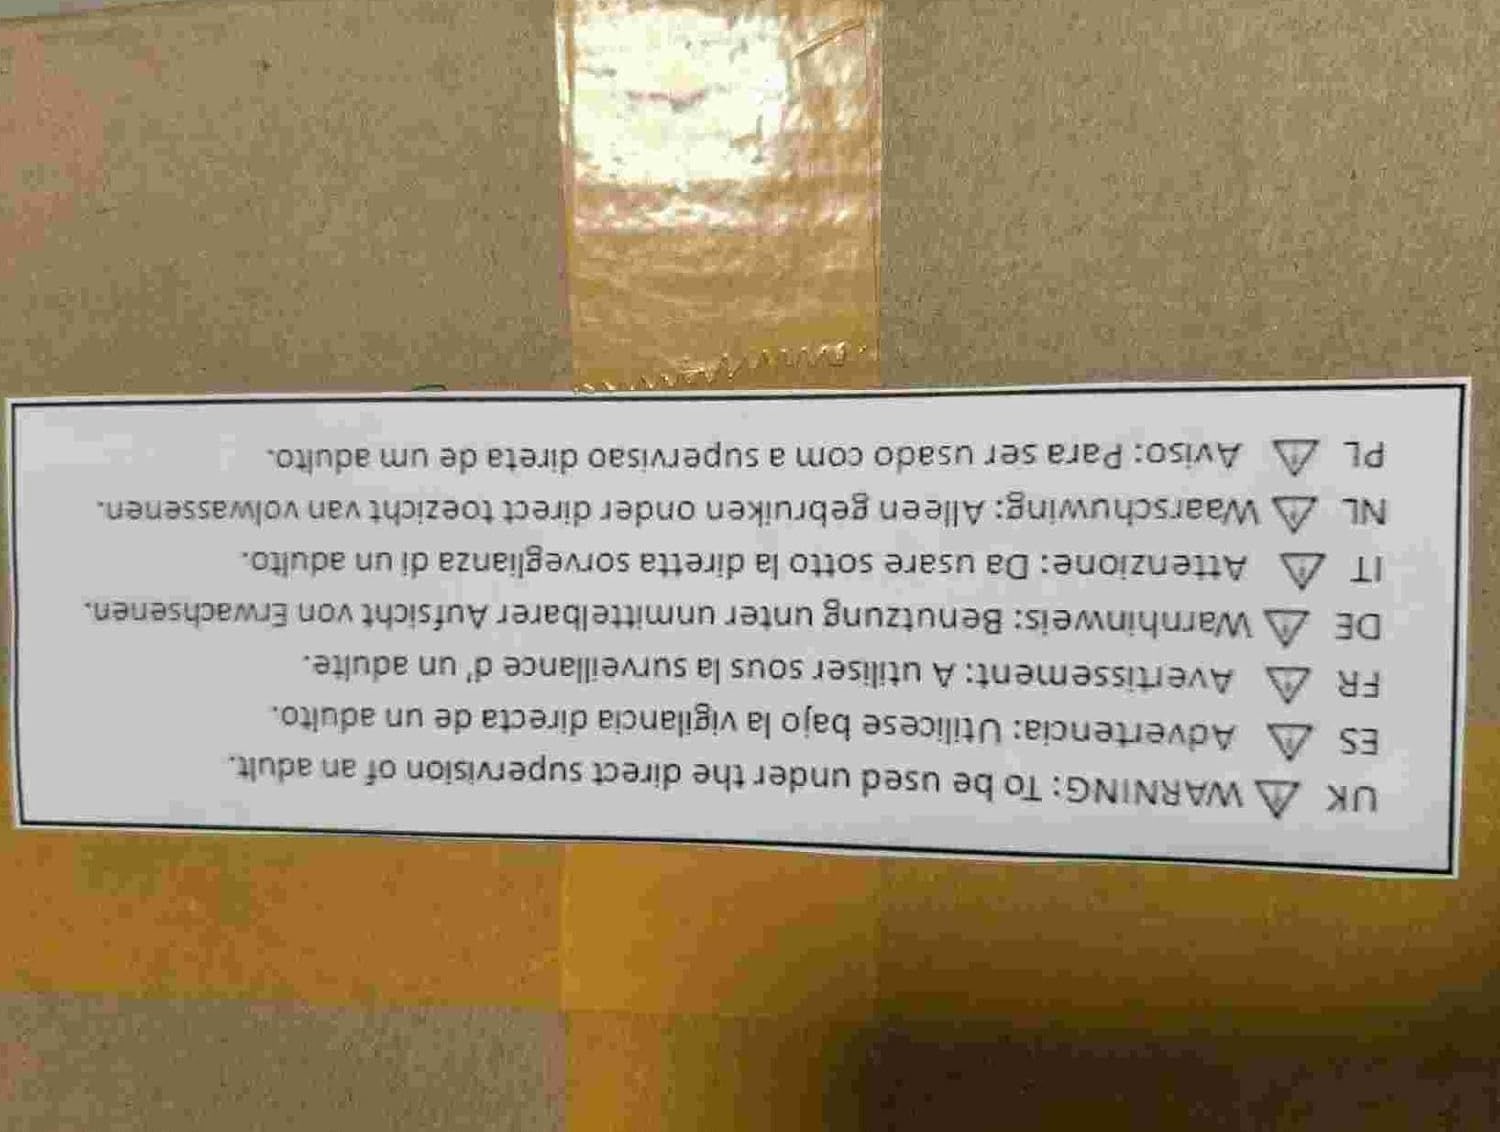 UK ⚠ WARNING: To be used under the direct supervision of an adult.
ES ⚠ Advertencia: Utilicese bajo la vigilancia directa de un adulto.
FR ⚠ Avertissement: A utiliser sous la surveillance d' un adulte.
DE ⚠ Warnhinweis: Benutzung unter unmittelbarer Aufsicht von Erwachsenen.
IT ⚠ Attenzione: Da usare sotto la diretta sorveglianza di un adulto.
NL ⚠ Waarschuwing: Alleen gebruiken onder direct toezicht van volwassenen.
PL ⚠ Aviso: Para ser usado com a supervisao direta de um adulto.